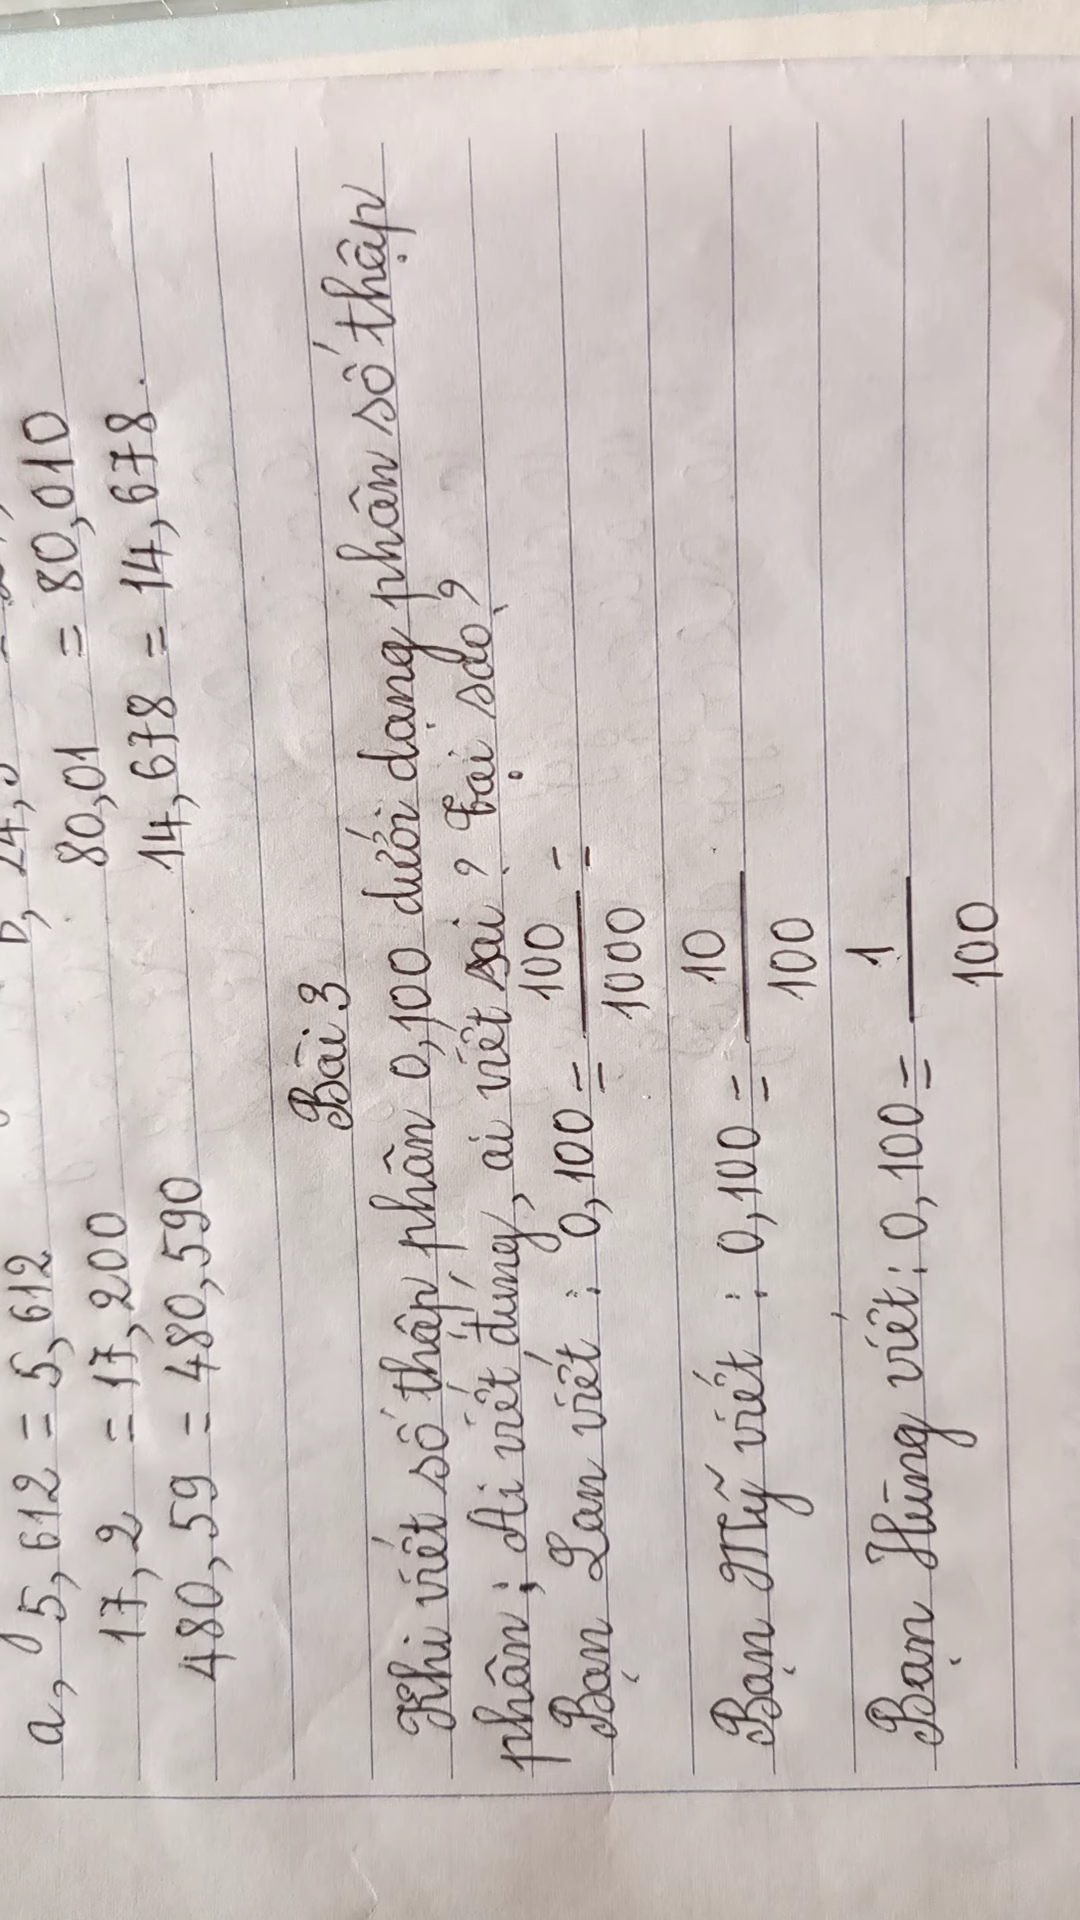 a, 5,612 = 5,612
17,2 = 17,200
80,01 = 80,010
480,59 = 480,590
14,678 = 14,678.
Bài 3
Khi viết số thập phân 0,100 dưới dạng phân số thập
phân; Ai viết đúng, ai viết sai? Tại sao?
Bạn Lan viết: 0,100 = 100/1000 =
Bạn Mỹ viết: 0,100 = 10/100
Bạn Hùng viết: 0,100 = 1/100